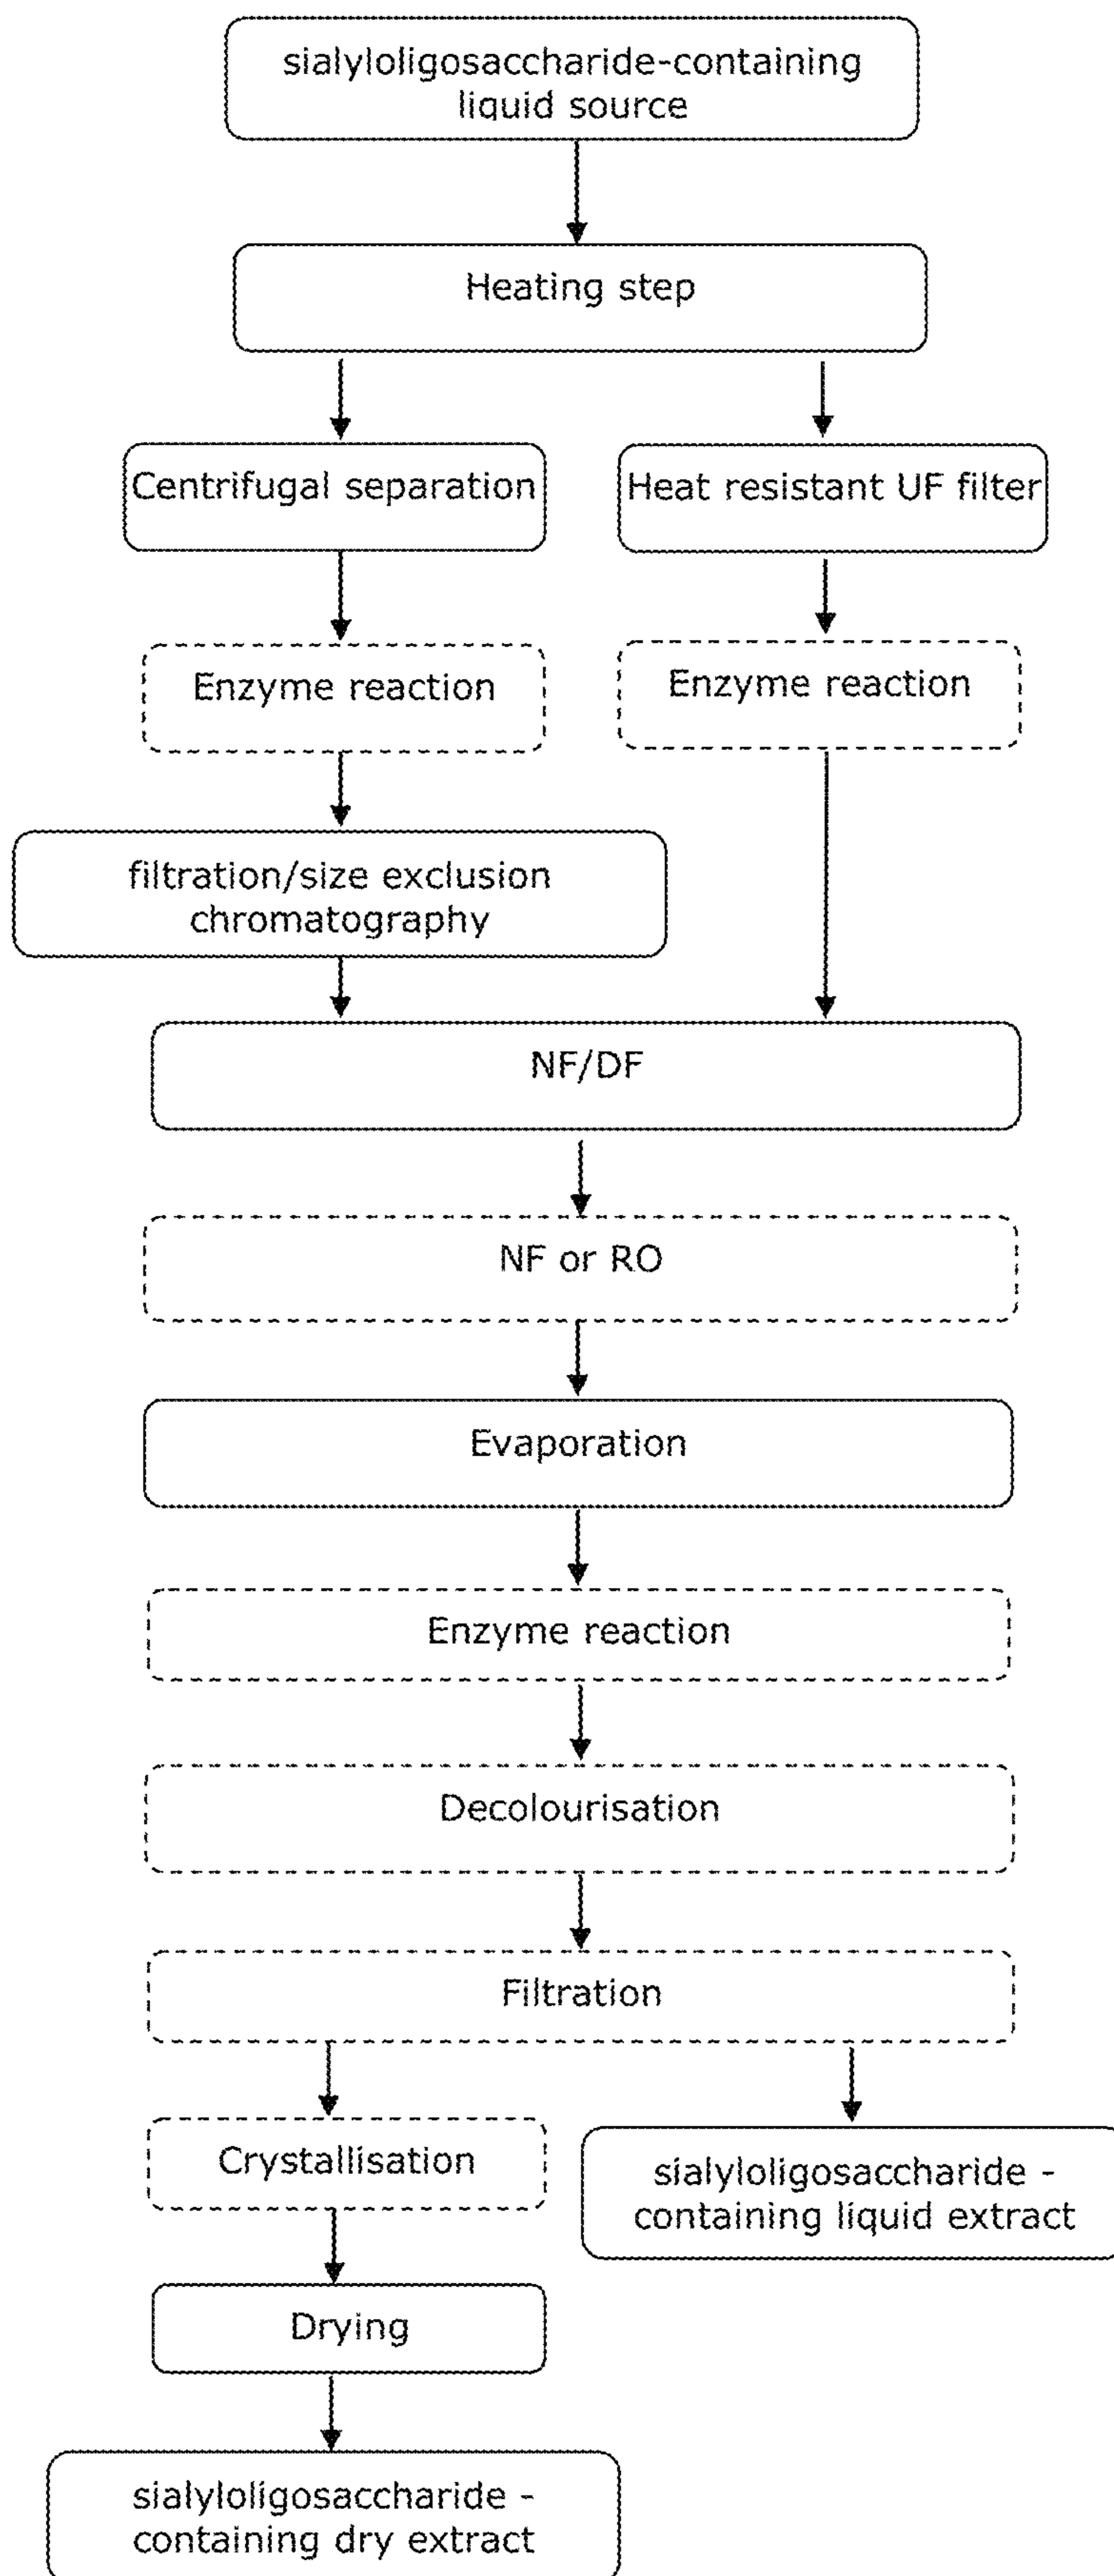 sialyloligosaccharide-containing
liquid source
Heating step
Centrifugal separation
Heat resistant UF filter
Enzyme reaction
Enzyme reaction
filtration/size exclusion
chromatography
NF/DF
NF or RO
Evaporation
Enzyme reaction
Decolourisation
Filtration
Crystallisation
sialyloligosaccharide -
containing liquid extract
Drying
sialyloligosaccharide -
containing dry extract